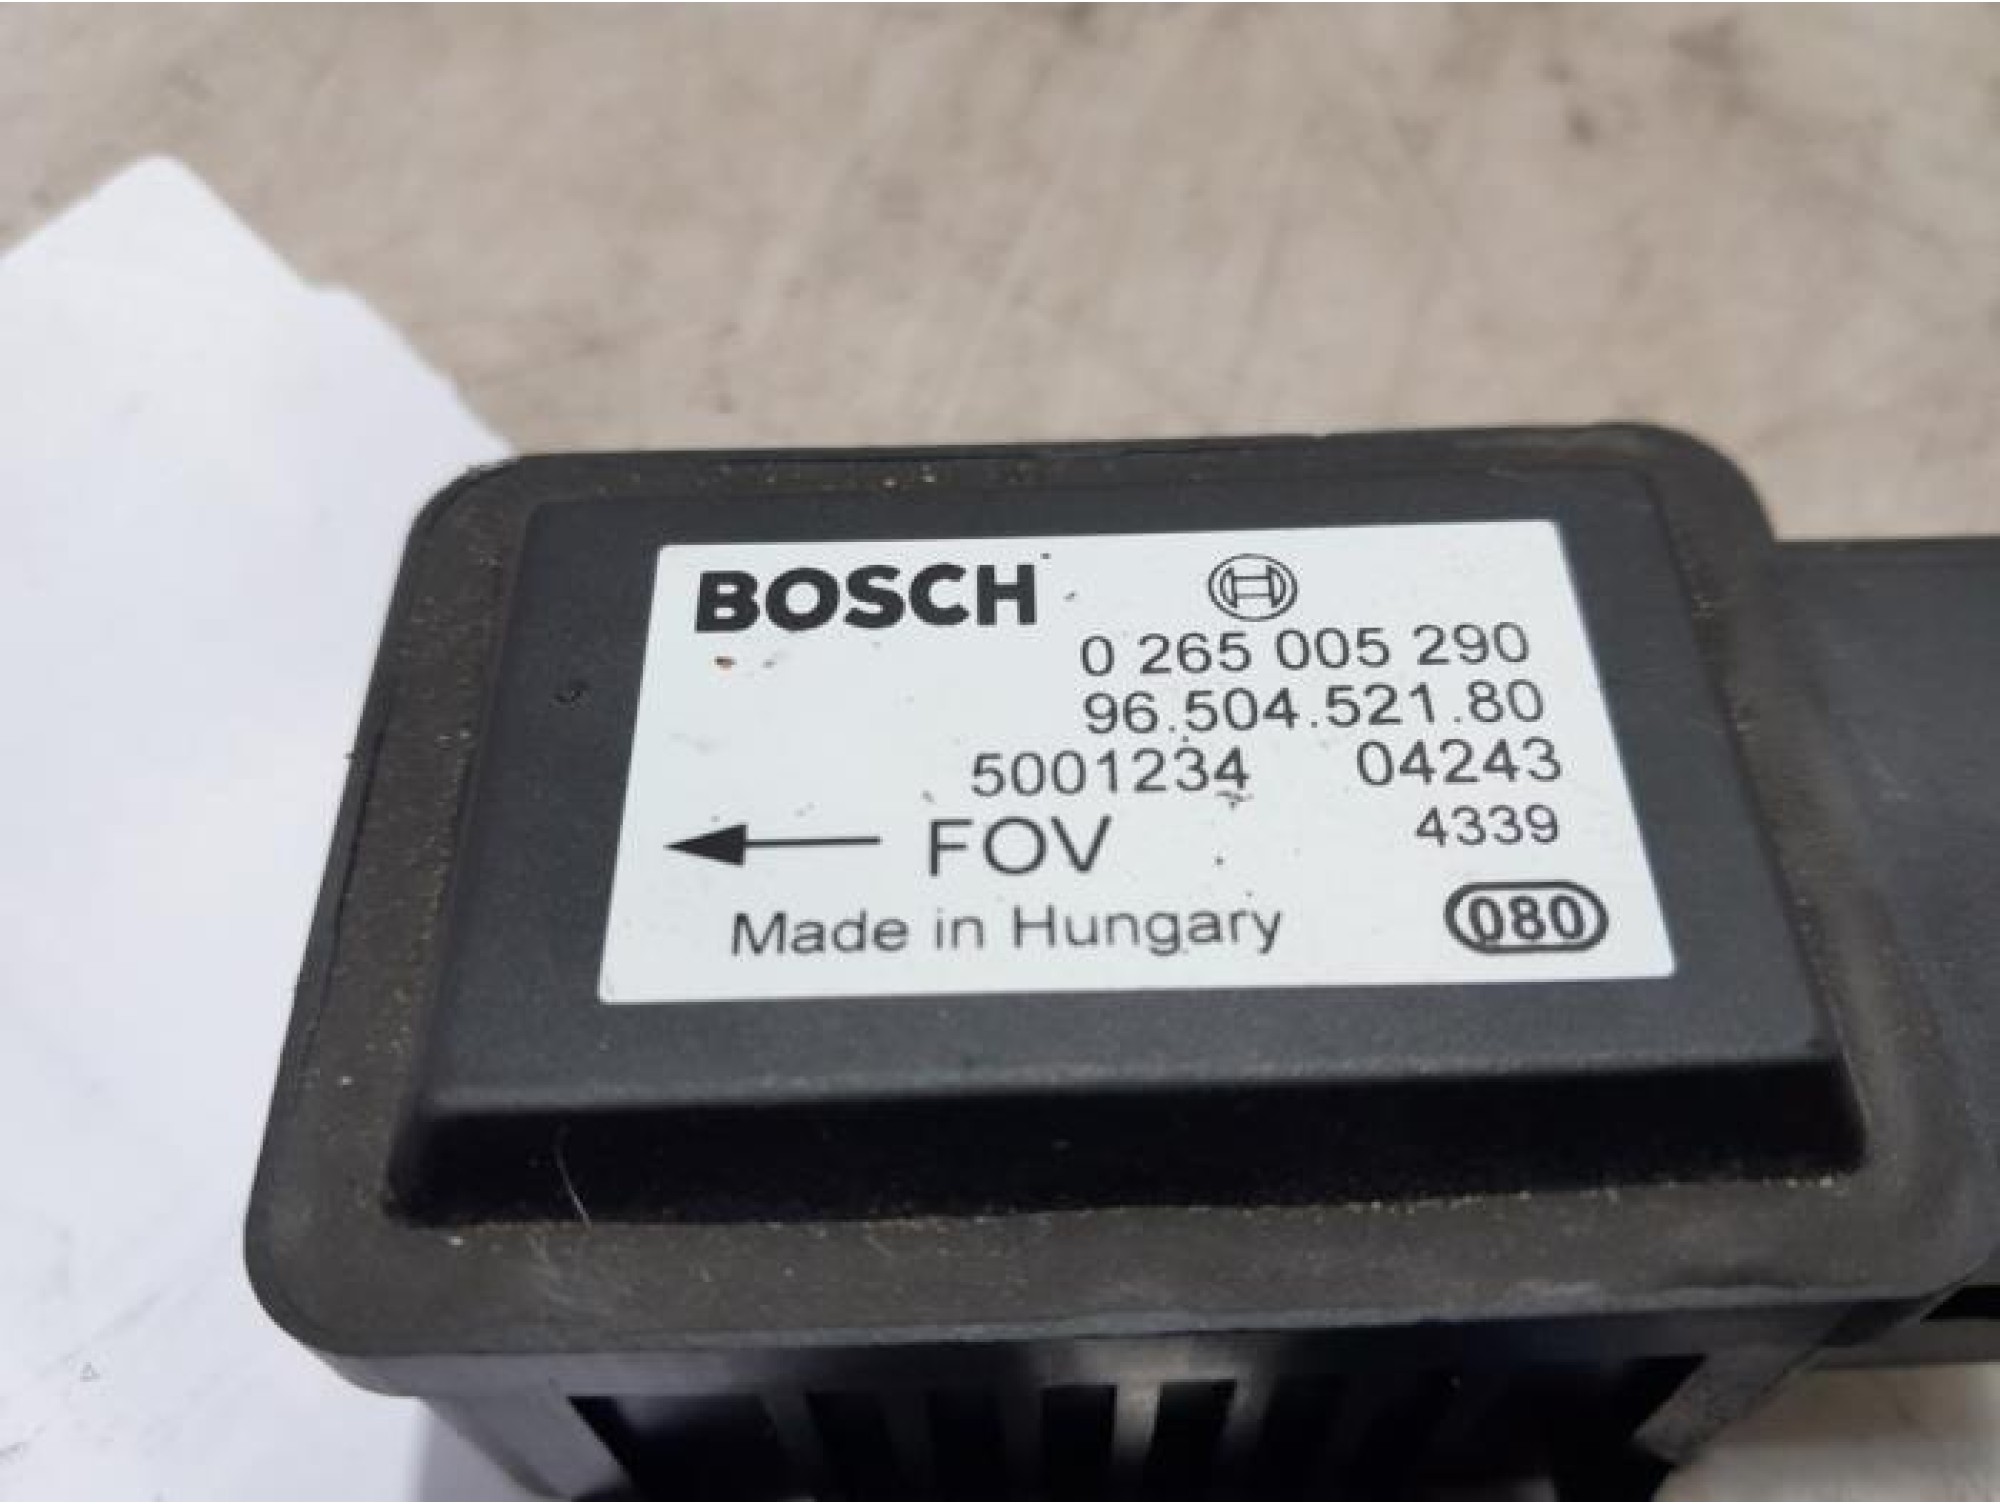 BOSCH
0 265 005 290
96.504.521.80
5001234 04243
FOV 4339
Made in Hungary 080